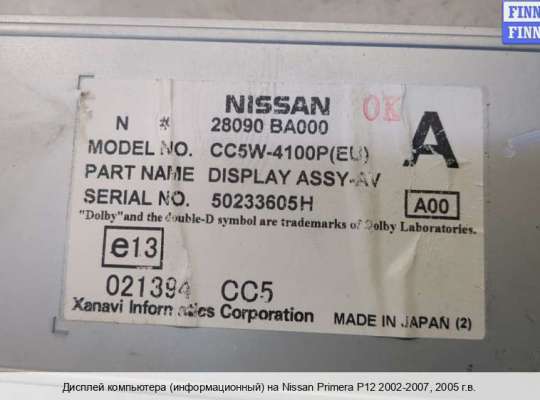 FINN
FINN
NISSAN
OK
A
N # 28090 BA000
MODEL NO. CC5W-4100P(EU)
PART NAME DISPLAY ASSY-AV
SERIAL NO. 50233605H
A00
"Dolby"and the double-D symbol are trademarks of Dolby Laboratories.
e13
021394 CC5
Xanavi Informatics Corporation
MADE IN JAPAN (2)
Дисплей компьютера (информационный) на Nissan Primera P12 2002-2007, 2005 г.в.